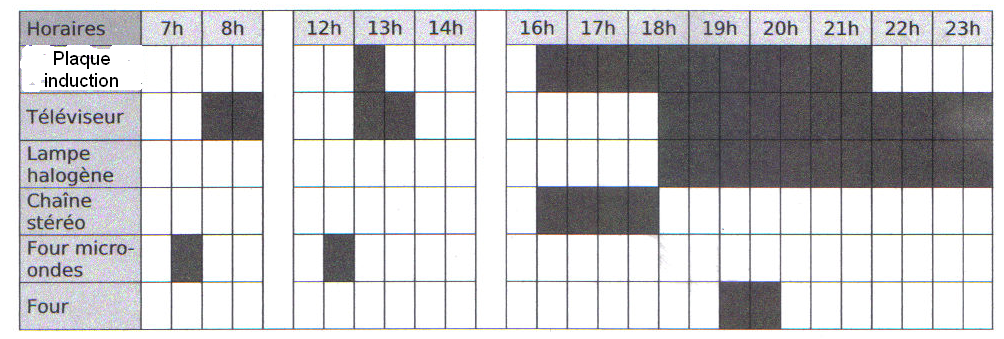 Horaires 7h 8h 12h 13h 14h 16h 17h 18h 19h 20h 21h 22h 23h
Plaque
induction
Téléviseur
Lampe
halogène
Chaîne
stéréo
Four micro-
ondes
Four